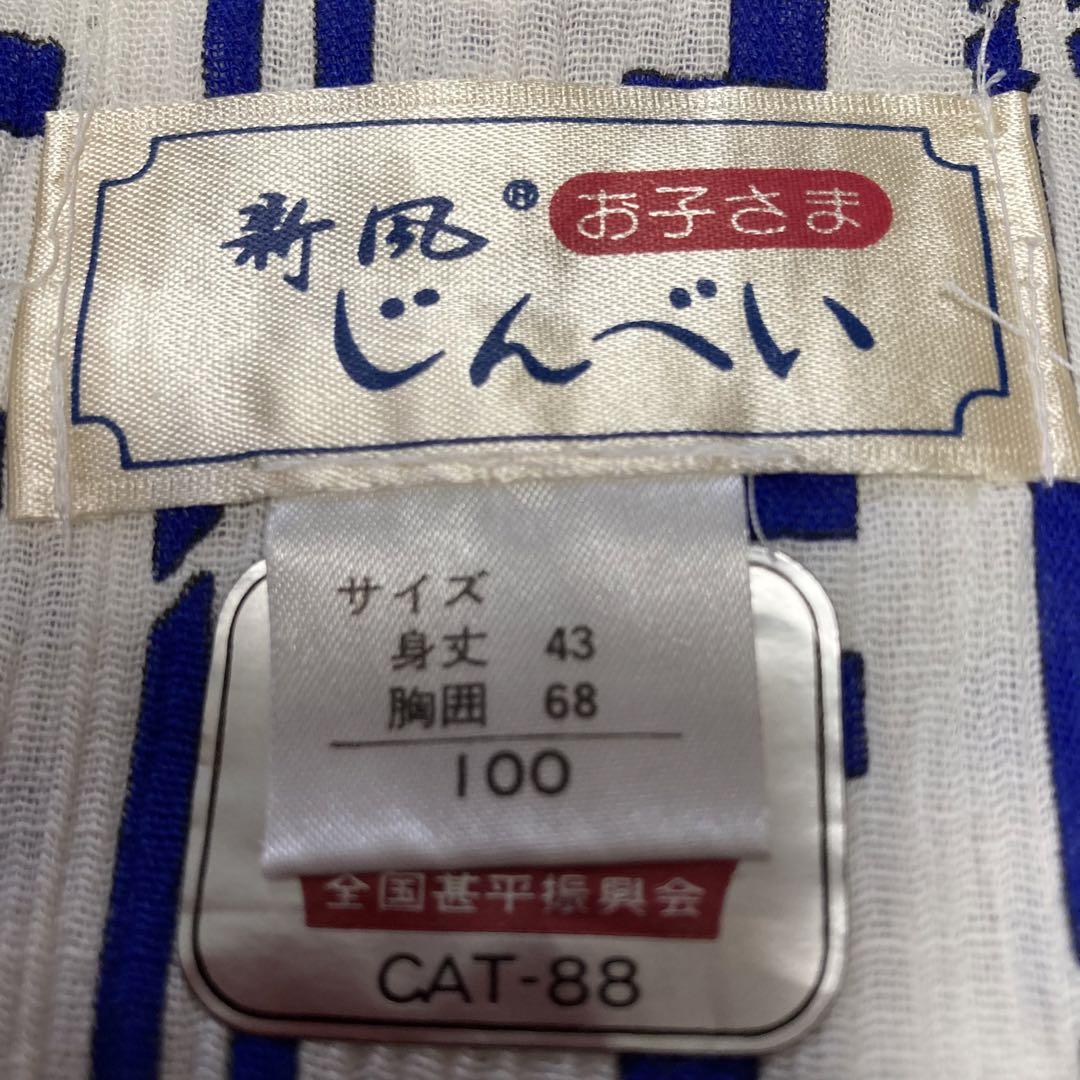 新風® お子さま
じんべい
サイズ
身丈 43
胸囲 68
100
全国甚平振興会
CAT-88